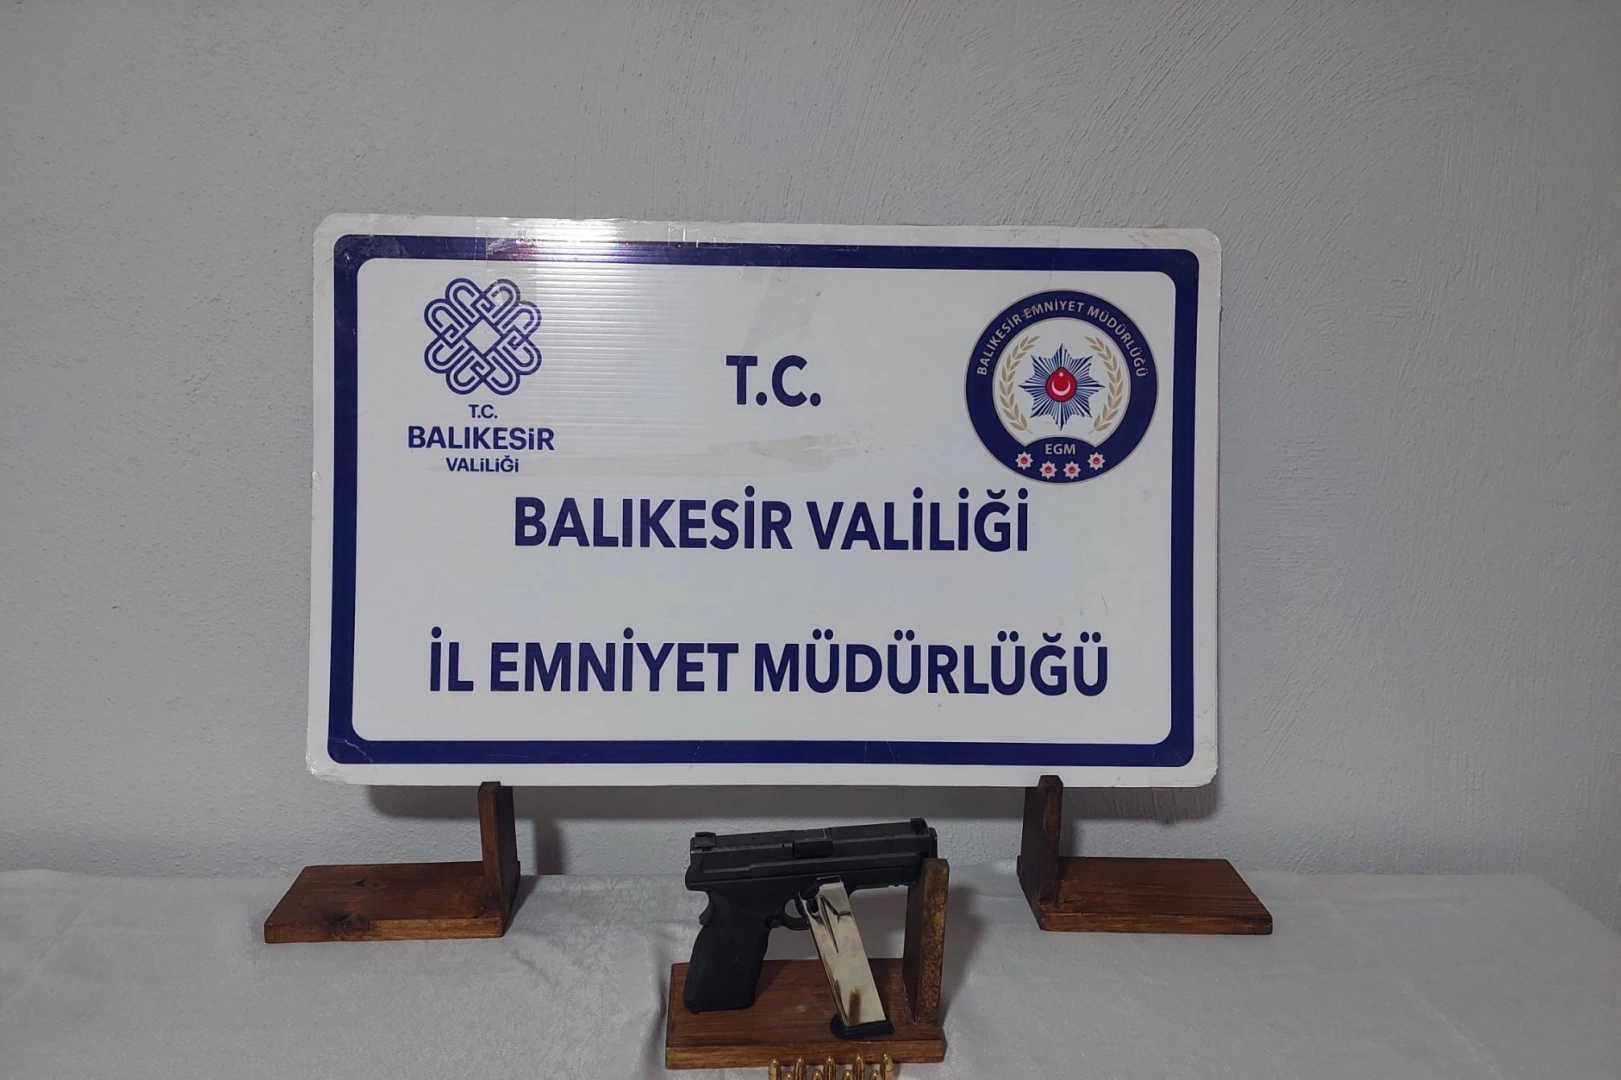 T.C.
BALIKESİR
VALİLİĞİ
BALIKESİR EMNİYET MÜDÜRLÜĞÜ
EGM
T.C.
BALIKESİR VALİLİĞİ
İL EMNİYET MÜDÜRLÜĞÜ